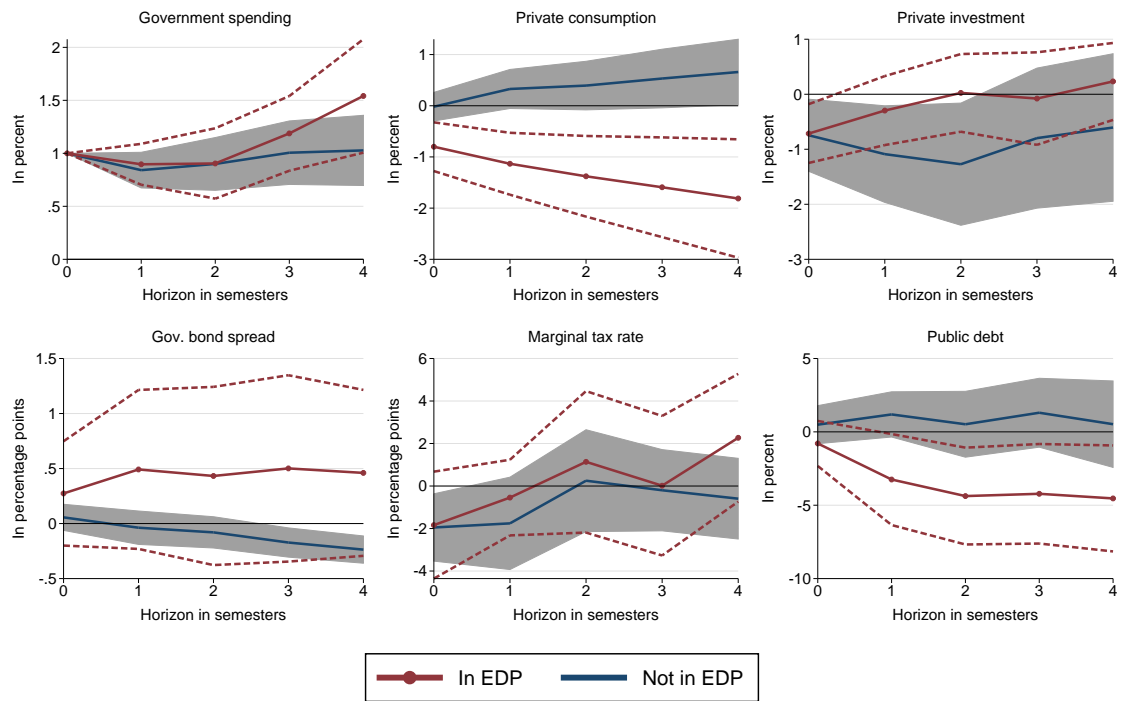 Government spending
In percent
2
1.5
1
.5
0
0 1 2 3 4
Horizon in semesters
Private consumption
In percent
1
0
-1
-2
-3
0 1 2 3 4
Horizon in semesters
Private investment
In percent
1
0
-1
-2
-3
0 1 2 3 4
Horizon in semesters
Gov. bond spread
In percentage points
1.5
1
.5
0
-.5
0 1 2 3 4
Horizon in semesters
Marginal tax rate
In percentage points
6
4
2
0
-2
-4
0 1 2 3 4
Horizon in semesters
Public debt
In percent
5
0
-5
-10
0 1 2 3 4
Horizon in semesters
In EDP Not in EDP